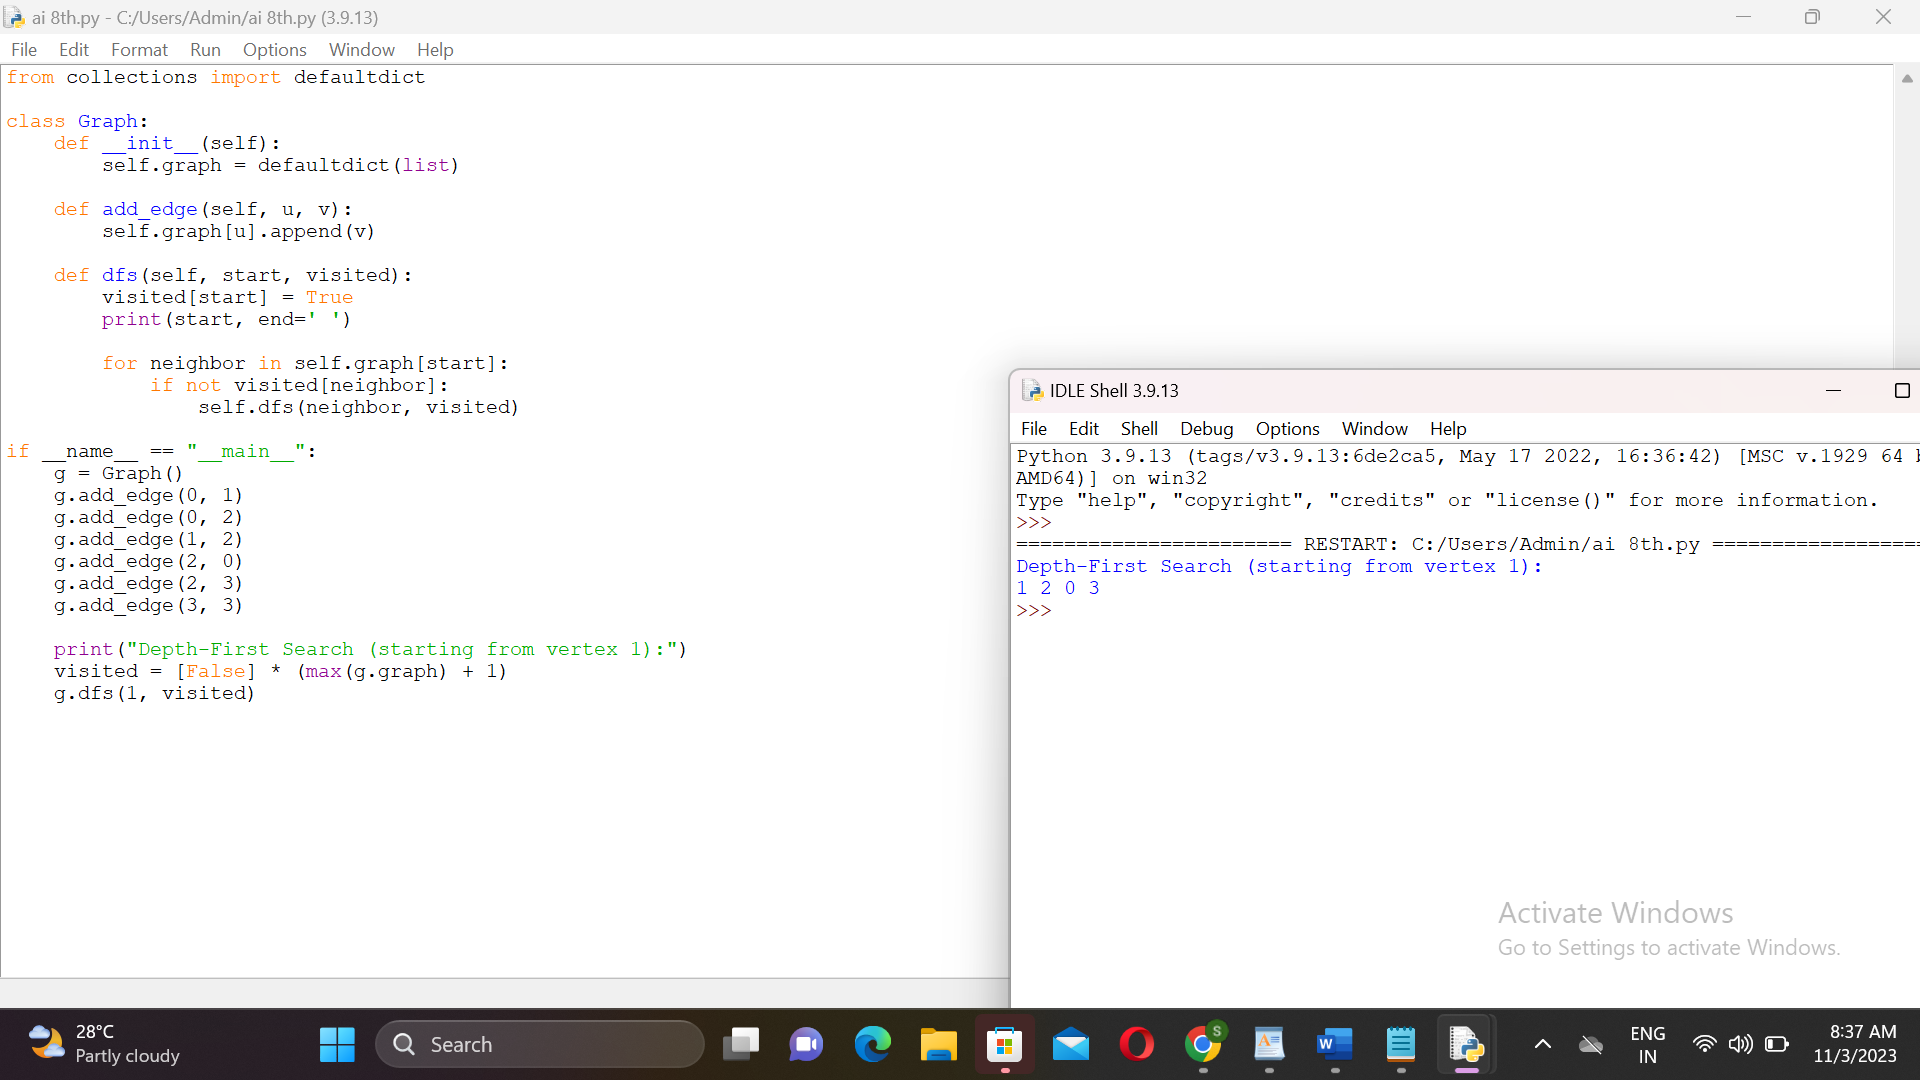 ai 8th.py - C:/Users/Admin/ai 8th.py (3.9.13)
File Edit Format Run Options Window Help
from collections import defaultdict
class Graph:
    def __init__(self):
        self.graph = defaultdict(list)
    def add_edge(self, u, v):
        self.graph[u].append(v)
    def dfs(self, start, visited):
        visited[start] = True
        print(start, end=' ')
        for neighbor in self.graph[start]:
            if not visited[neighbor]:
                self.dfs(neighbor, visited)
if __name__ == "__main__":
    g = Graph()
    g.add_edge(0, 1)
    g.add_edge(0, 2)
    g.add_edge(1, 2)
    g.add_edge(2, 0)
    g.add_edge(2, 3)
    g.add_edge(3, 3)
    print("Depth-First Search (starting from vertex 1):")
    visited = [False] * (max(g.graph) + 1)
    g.dfs(1, visited)
IDLE Shell 3.9.13
File Edit Shell Debug Options Window Help
Python 3.9.13 (tags/v3.9.13:6de2ca5, May 17 2022, 16:36:42) [MSC v.1929 64
AMD64)] on win32
Type "help", "copyright", "credits" or "license()" for more information.
>>>
======================= RESTART: C:/Users/Admin/ai 8th.py ==================
Depth-First Search (starting from vertex 1):
1 2 0 3
>>>
Activate Windows
Go to Settings to activate Windows.
28°C
Partly cloudy
Search
S
W
ENG
IN
8:37 AM
11/3/2023